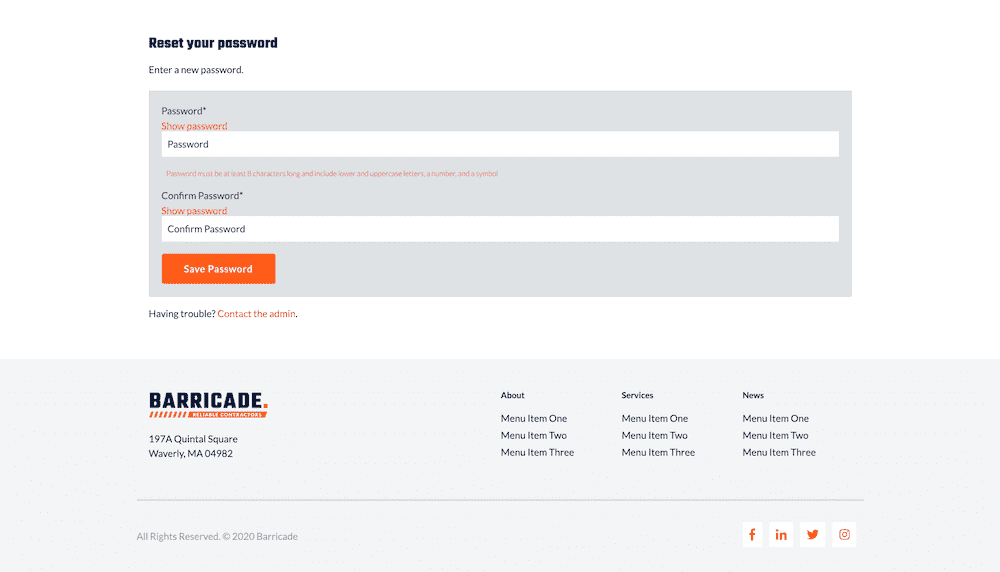 Reset your password
Enter a new password.
Password*
Show password
Password
Password must be at least 8 characters long and include lower and uppercase letters, a number, and a symbol
Confirm Password*
Show password
Confirm Password
Save Password
Having trouble? Contact the admin.
BARRICADE.
RELIABLE CONTRACTORS
197A Quintal Square
Waverly, MA 04982
About
Menu Item One
Menu Item Two
Menu Item Three
Services
Menu Item One
Menu Item Two
Menu Item Three
News
Menu Item One
Menu Item Two
Menu Item Three
All Rights Reserved. © 2020 Barricade